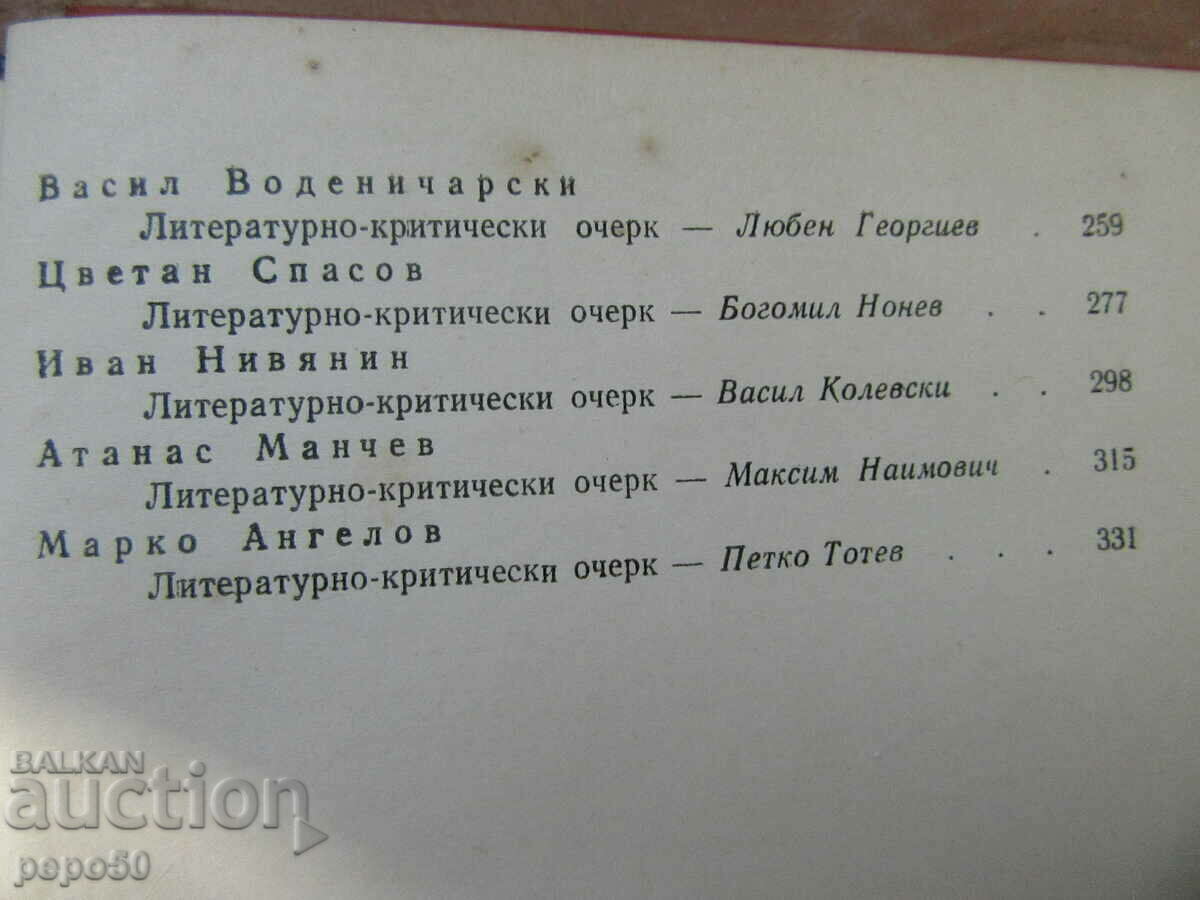 Васил Воденичарски
Литературно-критически очерк — Любен Георгиев . 259
Цветан Спасов
Литературно-критически очерк — Богомил Нонев . . 277
Иван Нивянин
Литературно-критически очерк — Васил Колевски . . 298
Атанас Манчев
Литературно-критически очерк — Максим Наимович . 315
Марко Ангелов
Литературно-критически очерк — Петко Тотев . . . 331
BALKAN
auction
pepo50